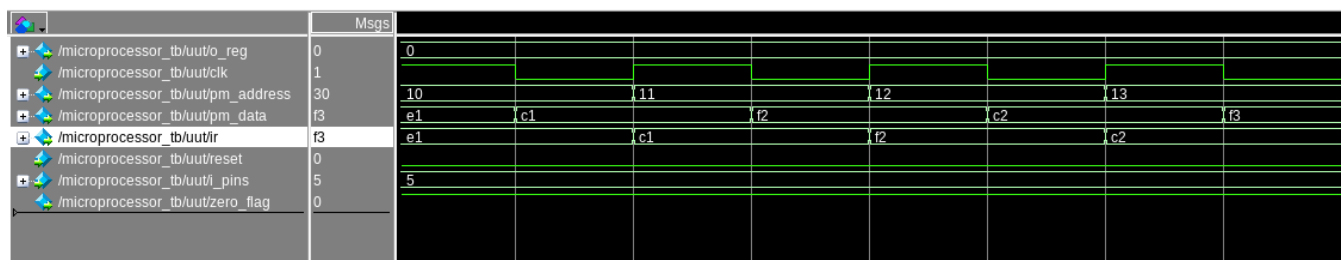 Msgs
/microprocessor_tb/uut/o_reg 0 0
/microprocessor_tb/uut/clk 1
/microprocessor_tb/uut/pm_address 30 10 11 12 13
/microprocessor_tb/uut/pm_data f3 e1 c1 f2 c2 f3
/microprocessor_tb/uut/ir f3 e1 c1 f2 c2
/microprocessor_tb/uut/reset 0
/microprocessor_tb/uut/i_pins 5 5
/microprocessor_tb/uut/zero_flag 0